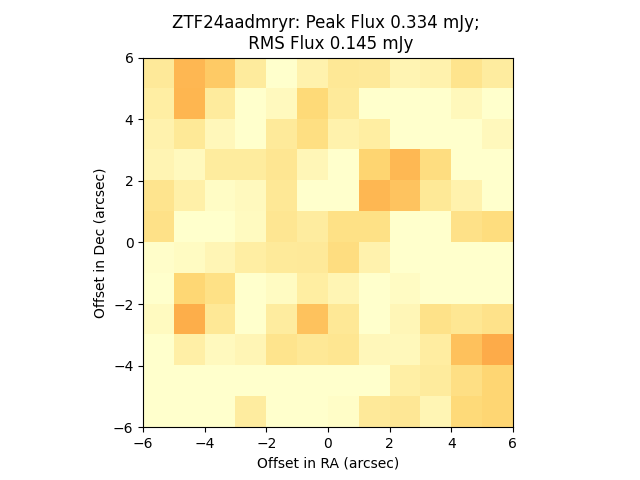 ZTF24aadmryr: Peak Flux 0.334 mJy;
RMS Flux 0.145 mJy
6
4
2
0
−2
−4
−6
Offset in Dec (arcsec)
−6 −4 −2 0 2 4 6
Offset in RA (arcsec)